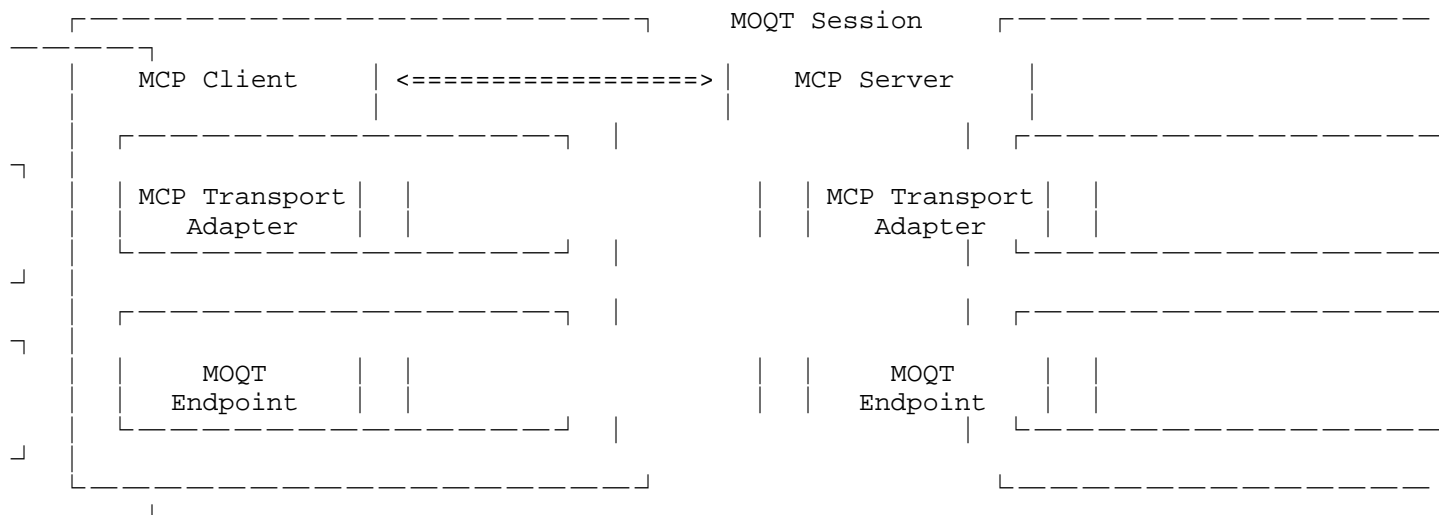 MOQT Session
MCP Client <==================> MCP Server
MCP Transport MCP Transport
Adapter Adapter
MOQT MOQT
Endpoint Endpoint